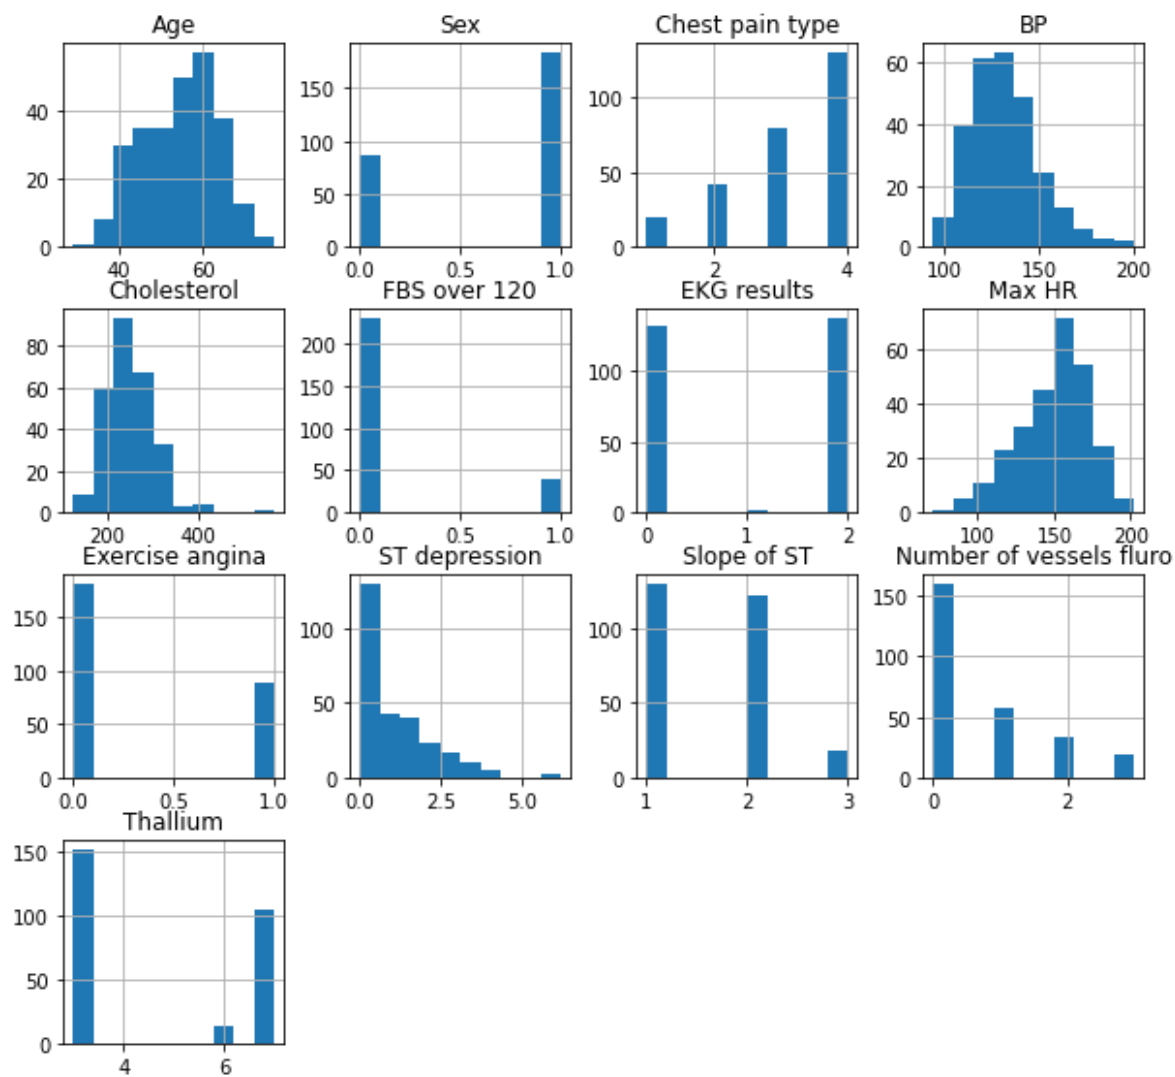 Age
40
20
0
40 60
Sex
150
100
50
0
0.0 0.5 1.0
Chest pain type
100
50
0
2 4
BP
60
40
20
0
100 150 200
Cholesterol
80
60
40
20
0
200 400
FBS over 120
200
150
100
50
0
0.0 0.5 1.0
EKG results
100
50
0
0 1 2
Max HR
60
40
20
0
100 150 200
Exercise angina
150
100
50
0
0.0 0.5 1.0
ST depression
100
50
0
0.0 2.5 5.0
Slope of ST
100
50
0
1 2 3
Number of vessels fluro
150
100
50
0
0 2
Thallium
150
100
50
0
4 6